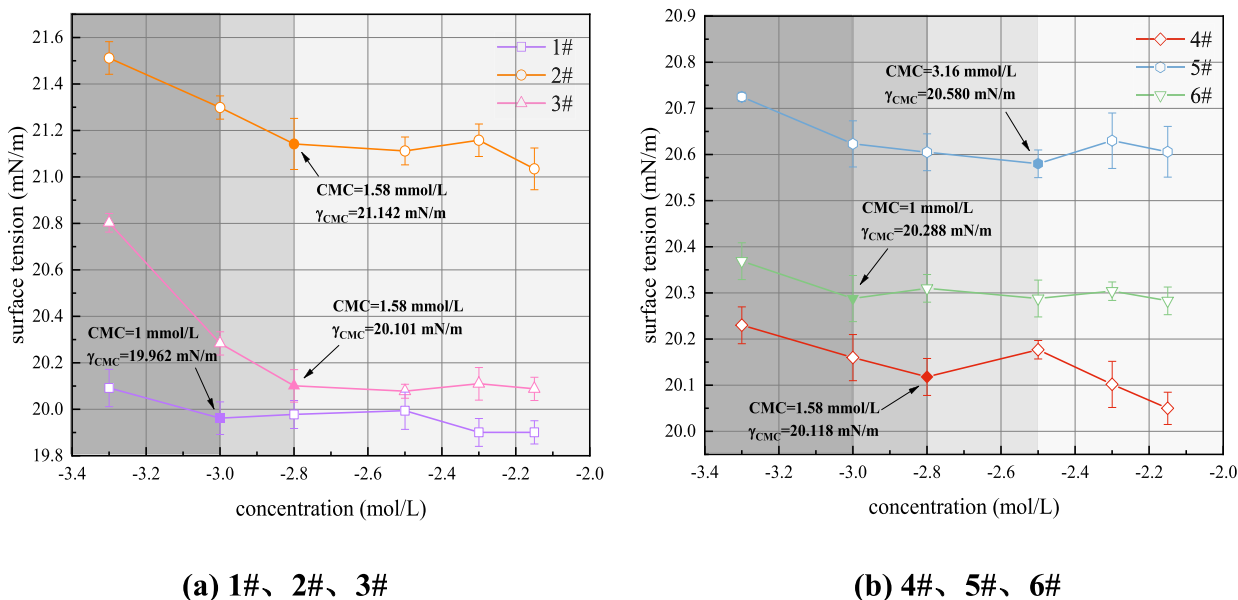 21.6
21.4
21.2
21.0
20.8
20.6
20.4
20.2
20.0
19.8
surface tension (mN/m)
1#
2#
3#
CMC=1.58 mmol/L
γCMC=21.142 mN/m
CMC=1.58 mmol/L
γCMC=20.101 mN/m
CMC=1 mmol/L
γCMC=19.962 mN/m
-3.4 -3.2 -3.0 -2.8 -2.6 -2.4 -2.2 -2.0
concentration (mol/L)
(a) 1#、2#、3#
20.9
20.8
20.7
20.6
20.5
20.4
20.3
20.2
20.1
20.0
surface tension (mN/m)
4#
5#
6#
CMC=3.16 mmol/L
γCMC=20.580 mN/m
CMC=1 mmol/L
γCMC=20.288 mN/m
CMC=1.58 mmol/L
γCMC=20.118 mN/m
-3.4 -3.2 -3.0 -2.8 -2.6 -2.4 -2.2 -2.0
concentration (mol/L)
(b) 4#、5#、6#